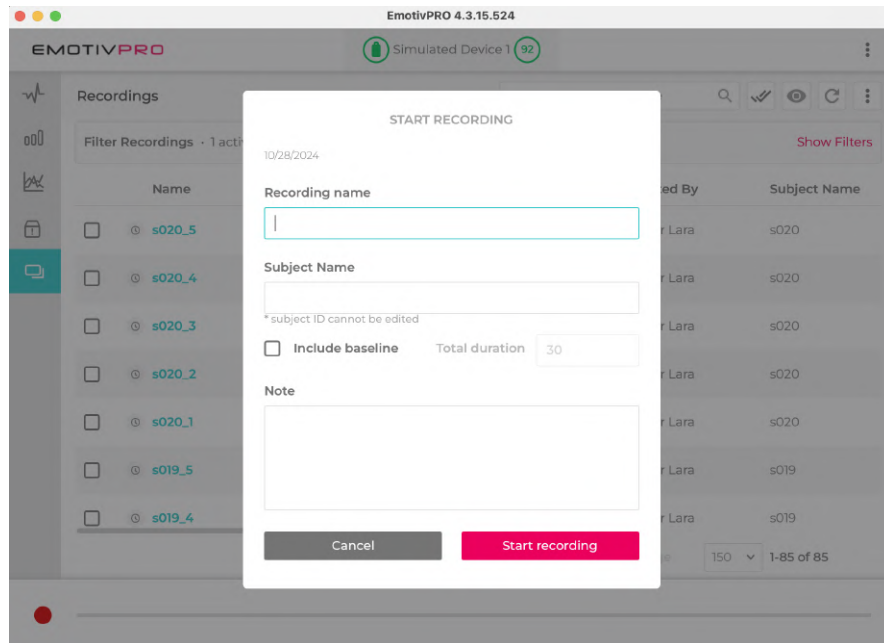 EmotivPRO 4.3.15.524
EMOTIVPRO
Simulated Device 1 92
Recordings
START RECORDING
Filter Recordings · 1 acti
Show Filters
10/28/2024
Name
Recording name
ed By
Subject Name
s020_5
r Lara
s020
Subject Name
s020_4
r Lara
s020
* subject ID cannot be edited
s020_3
Include baseline
Total duration
30
r Lara
s020
s020_2
r Lara
s020
Note
s020_1
r Lara
s020
s019_5
r Lara
s019
s019_4
r Lara
s019
Cancel
Start recording
150
1-85 of 85